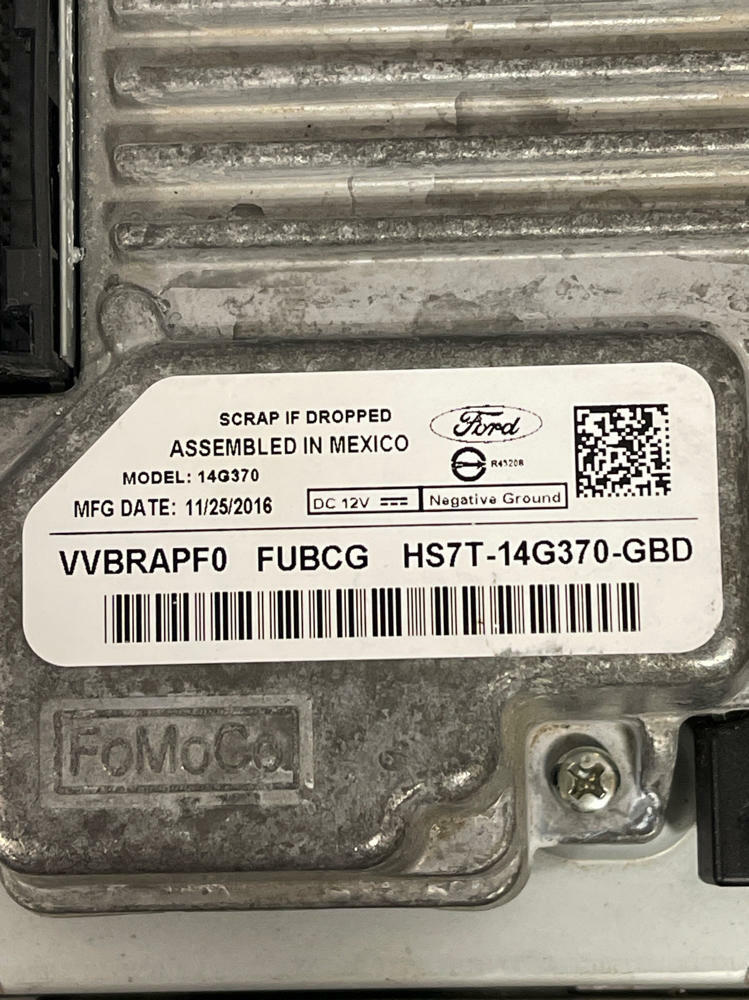 SCRAP IF DROPPED
ASSEMBLED IN MEXICO
MODEL: 14G370
MFG DATE: 11/25/2016
Ford
R43208
DC 12V
Negative Ground
VVBRAPF0 FUBCG HS7T-14G370-GBD
FoMoCo